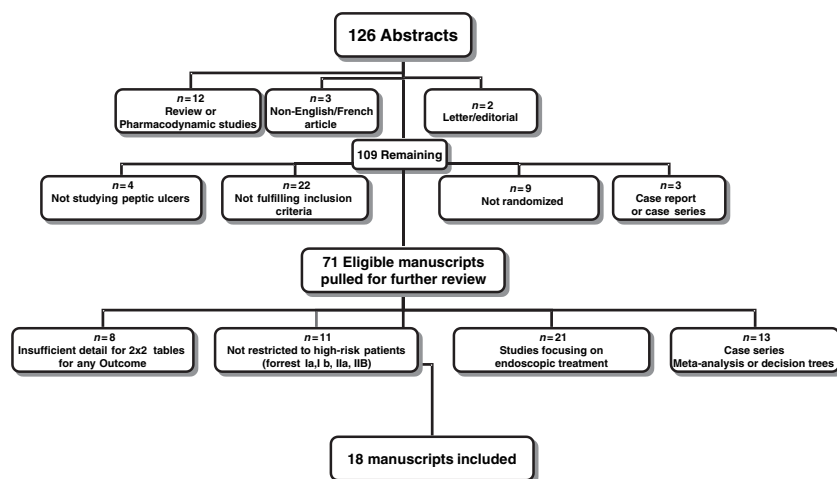 126 Abstracts
n=12
Review or
Pharmacodynamic studies
n=3
Non-English/French
article
n=2
Letter/editorial
109 Remaining
n=4
Not studying peptic ulcers
n=22
Not fulfilling inclusion
criteria
n=9
Not randomized
n=3
Case report
or case series
71 Eligible manuscripts
pulled for further review
n=8
Insufficient detail for 2x2 tables
for any Outcome
n=11
Not restricted to high-risk patients
(forrest Ia,I b, IIa, IIB)
n=21
Studies focusing on
endoscopic treatment
n=13
Case series
Meta-analysis or decision trees
18 manuscripts included